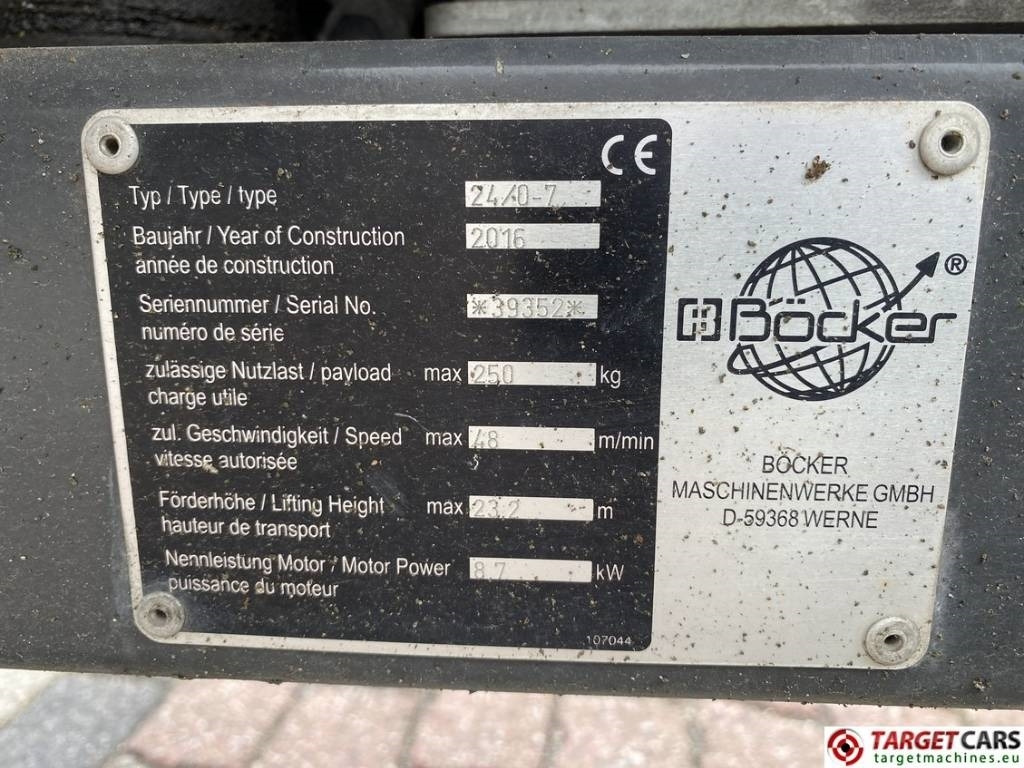 CE
Typ / Type / type 24/0-7
Baujahr / Year of Construction 2016
année de construction
Seriennummer / Serial No. *39352*
numéro de série
zulässige Nutzlast / payload max 250 kg
charge utile
zul. Geschwindigkeit / Speed max 48 m/min
vitesse autorisée
Förderhöhe / Lifting Height max 23.2 m
hauteur de transport
Nennleistung Motor / Motor Power 8.7 kW
puissance du moteur
107044
Böcker ®
BÖCKER
MASCHINENWERKE GMBH
D-59368 WERNE
TARGETCARS
targetmachines.eu